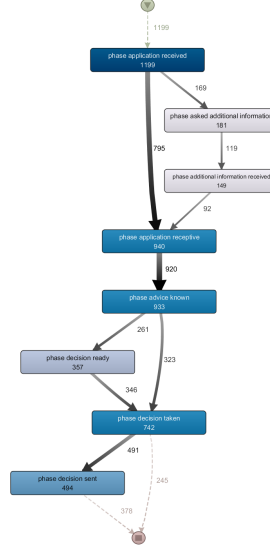 1199
phase application received
1199
169
phase asked additional information
181
795
119
phase additional information received
149
92
phase application receptive
940
920
phase advice known
933
261
323
phase decision ready
357
346
phase decision taken
742
491
phase decision sent
494
245
378